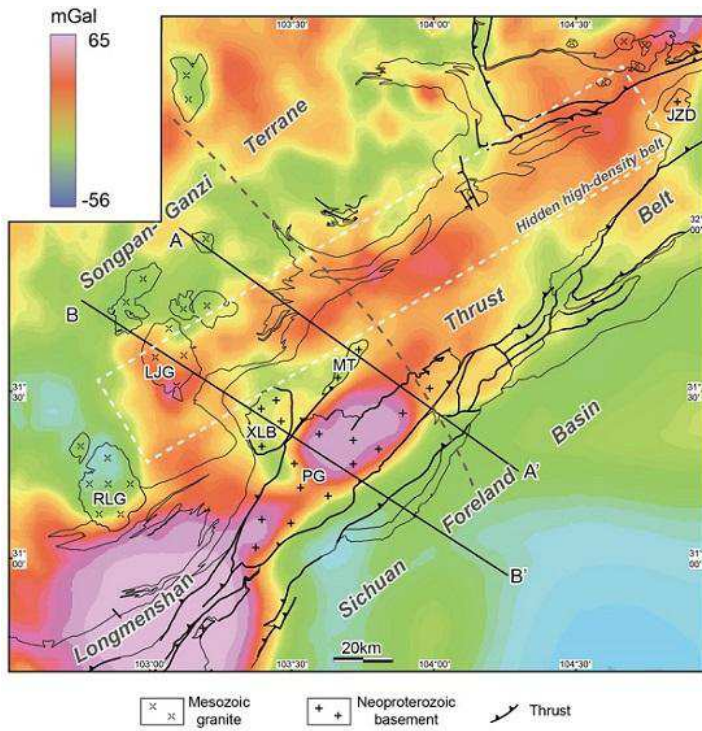 mGal
65
-56
103°30'
104°00'
104°30'
JZD
Terrane
Songpan-Ganzi
Hidden high-density belt
Belt
32°00'
A
B
Thrust
MT
LJG
31°30'
31°30'
XLB
Basin
PG
A'
RLG
Foreland
31°00'
31°00'
B'
Sichuan
Longmenshan
20km
103°00'
103°30'
104°00'
104°30'
Mesozoic granite
Neoproterozoic basement
Thrust